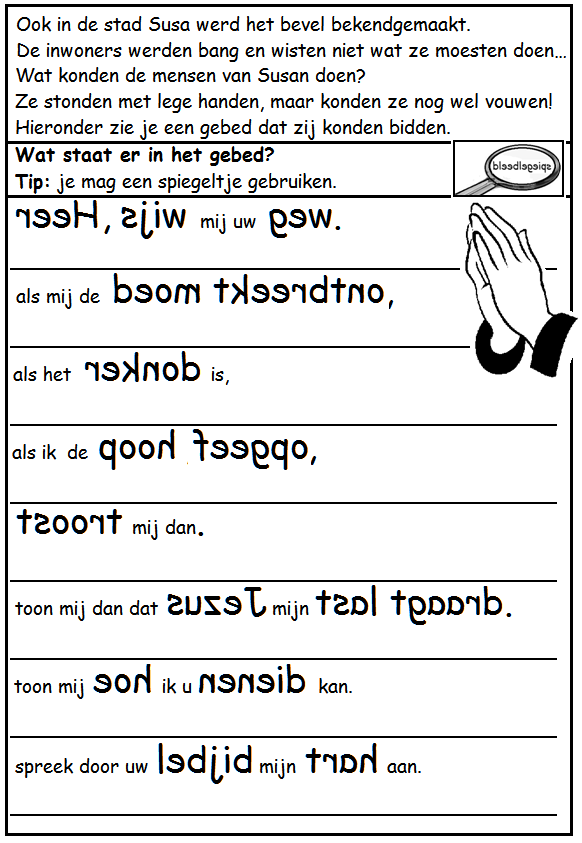 Ook in de stad Susa werd het bevel bekendgemaakt.
De inwoners werden bang en wisten niet wat ze moesten doen...
Wat konden de mensen van Susan doen?
Ze stonden met lege handen, maar konden ze nog wel vouwen!
Hieronder zie je een gebed dat zij konden bidden.
Wat staat er in het gebed?
Tip: je mag een spiegeltje gebruiken.
spiegelbeeld
Heer, wijs mij uw weg.
als mij de moed ontbreekt,
als het donker is,
als ik de hoop opgeef,
troost mij dan.
toon mij dan dat Jezus mijn last draagt.
toon mij hoe ik u dienen kan.
spreek door uw bijbel mijn hart aan.